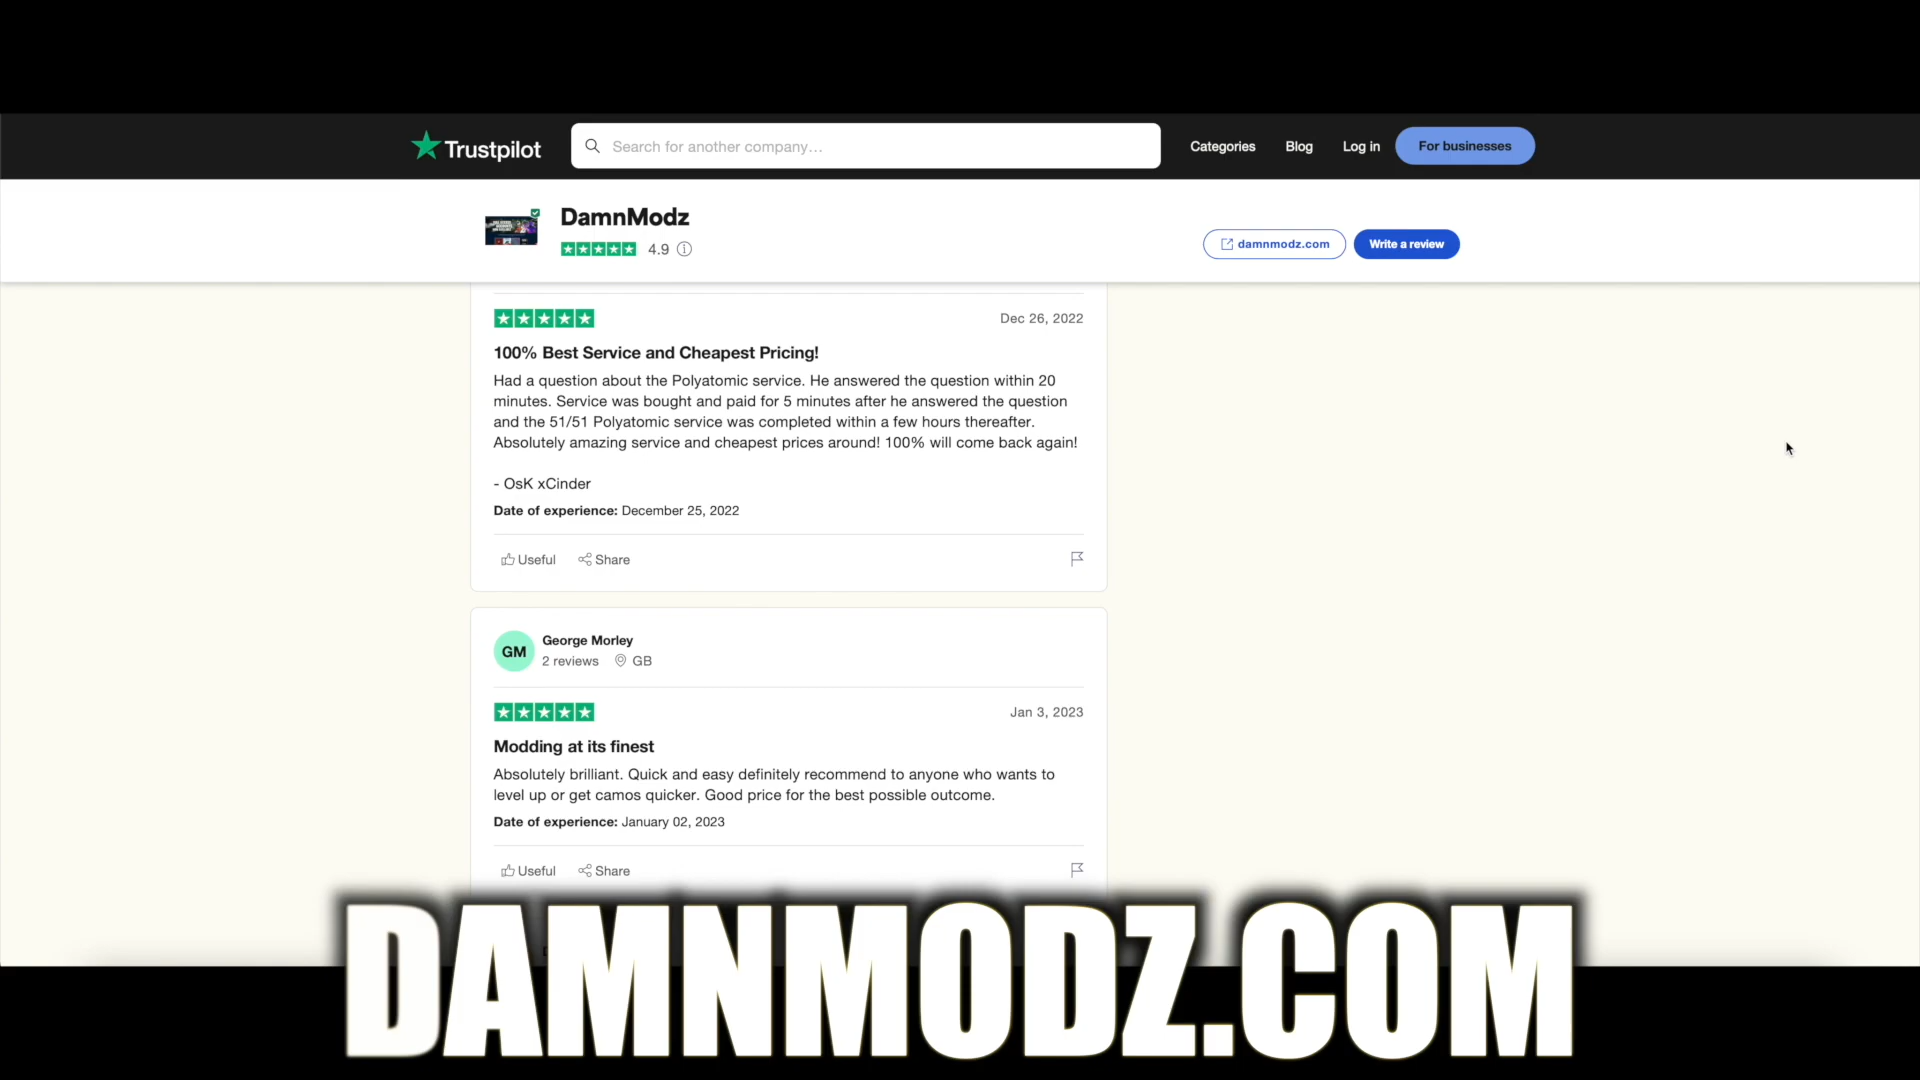 Trustpilot
Search for another company...
Categories
Blog
Log in
For businesses
DamnModz
4.9
damnmodz.com
Write a review
Dec 26, 2022
100% Best Service and Cheapest Pricing!
Had a question about the Polyatomic service. He answered the question within 20
minutes. Service was bought and paid for 5 minutes after he answered the question
and the 51/51 Polyatomic service was completed within a few hours thereafter.
Absolutely amazing service and cheapest prices around! 100% will come back again!
- OsK xCinder
Date of experience: December 25, 2022
Useful
Share
GM
George Morley
2 reviews
GB
Jan 3, 2023
Modding at its finest
Absolutely brilliant. Quick and easy definitely recommend to anyone who wants to
level up or get camos quicker. Good price for the best possible outcome.
Date of experience: January 02, 2023
Useful
Share
DAMNMODZ.COM